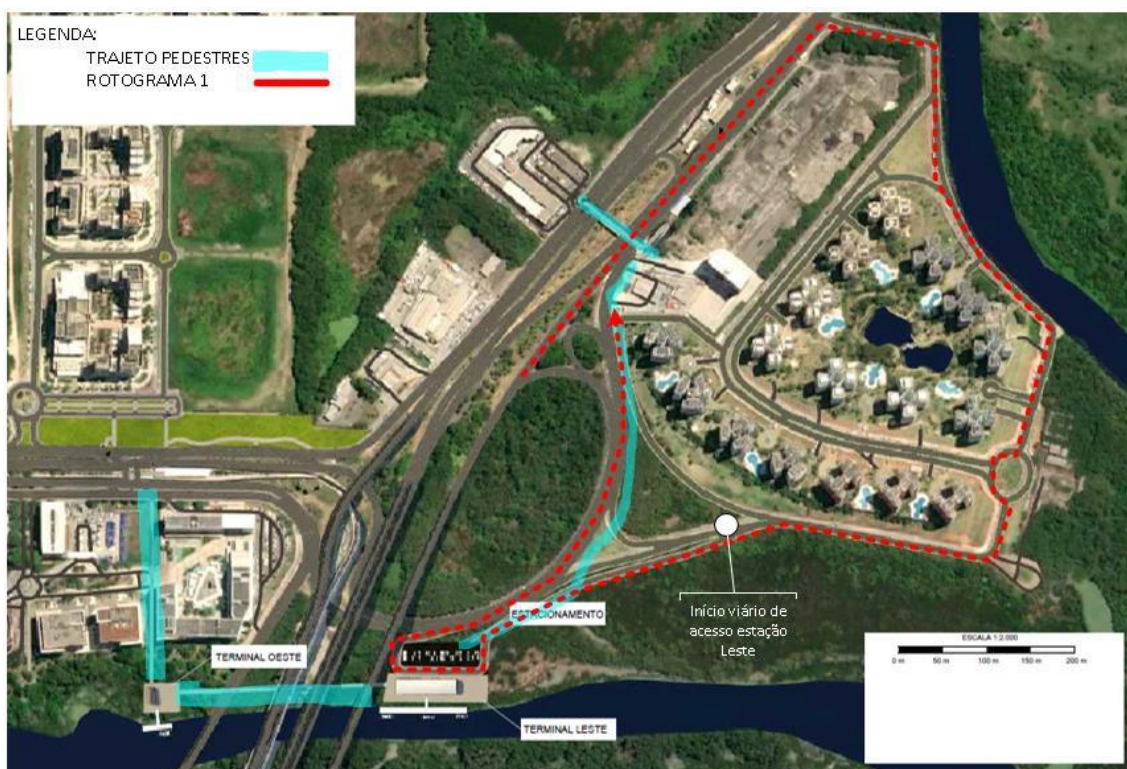 LEGENDA:
TRAJETO PEDESTRES
ROTOGRAMA 1
ESTACIONAMENTO
Início viário de
acesso estação
Leste
TERMINAL OESTE
TERMINAL LESTE
ESCALA 1:2.000
0 m 50 m 100 m 150 m 200 m